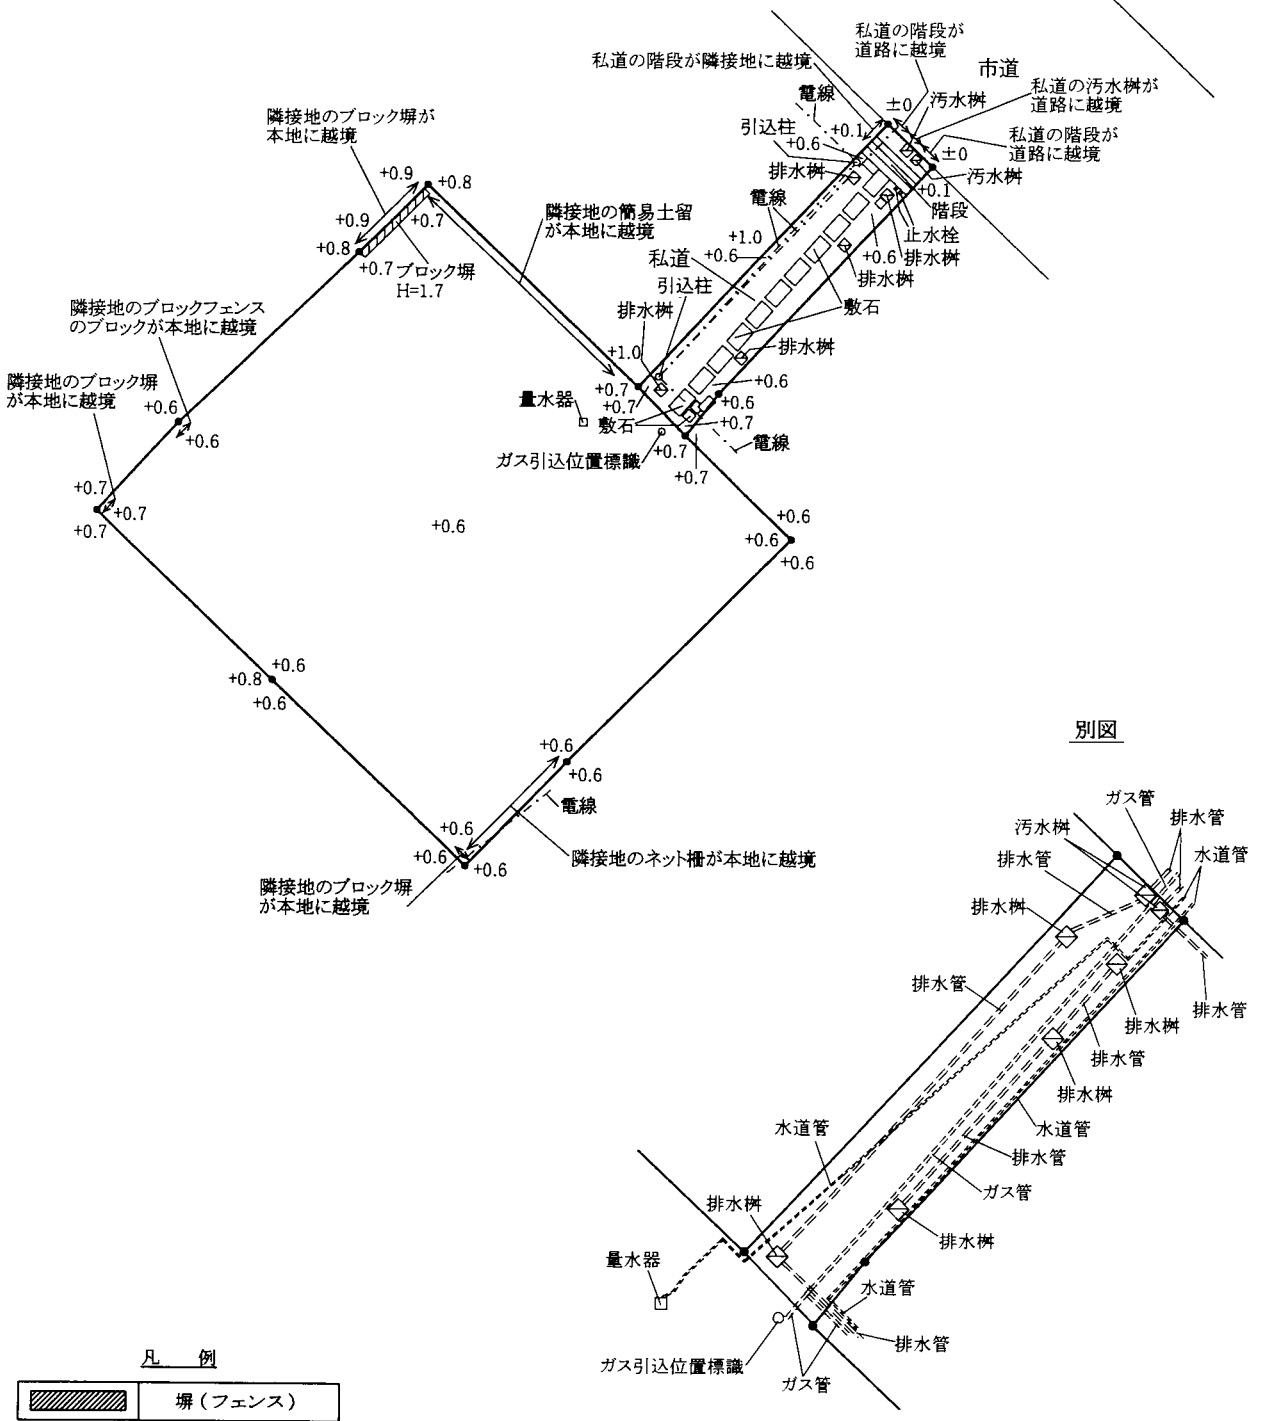 私道の階段が
道路に越境
市道
私道の階段が隣接地に越境
私道の汚水桝が
道路に越境
電線
±0
汚水桝
隣接地のブロック塀が
本地に越境
引込柱
+0.1
私道の階段が
道路に越境
+0.6
±0
+0.9
+0.8
排水桝
汚水桝
+0.1
電線
階段
+0.9
+0.7
隣接地の簡易土留
が本地に越境
+1.0
止水栓
+0.8
+0.6
+0.6
排水桝
私道
+0.7
ブロック塀
H=1.7
引込柱
排水桝
隣接地のブロックフェンス
のブロックが本地に越境
排水桝
敷石
+1.0
排水桝
隣接地のブロック塀
が本地に越境
+0.7
+0.6
+0.6
量水器
+0.7
+0.6
+0.6
敷石
+0.7
電線
ガス引込位置標識
+0.7
+0.7
+0.7
+0.7
+0.7
+0.6
+0.6
+0.6
+0.6
+0.6
+0.8
+0.6
別図
+0.6
+0.6
電線
+0.6
+0.6
+0.6
隣接地のネット柵が本地に越境
隣接地のブロック塀
が本地に越境
ガス管
汚水桝
排水管
排水管
水道管
排水桝
排水管
排水管
排水桝
排水管
排水桝
水道管
水道管
排水管
ガス管
排水桝
排水桝
量水器
水道管
排水管
ガス引込位置標識
ガス管
凡 例
塀(フェンス)